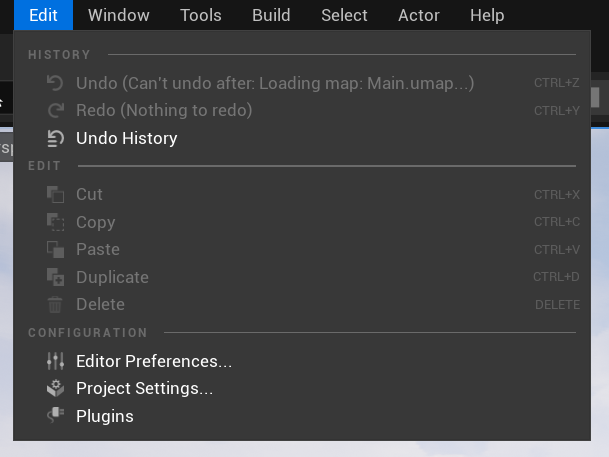 Edit Window Tools Build Select Actor Help
HISTORY
Undo (Can't undo after: Loading map: Main.umap...) CTRL+Z
Redo (Nothing to redo) CTRL+Y
Undo History
EDIT
Cut CTRL+X
Copy CTRL+C
Paste CTRL+V
Duplicate CTRL+D
Delete DELETE
CONFIGURATION
Editor Preferences...
Project Settings...
Plugins